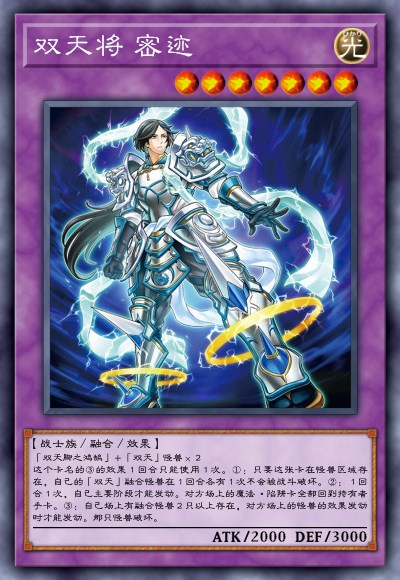 双天将 密迹
光
【战士族／融合／效果】
「双天脚之鸿鹄」＋「双天」怪兽×2
这个卡名的③的效果1回合只能使用1次。①：只要这张卡在怪兽区域存
在，自己的「双天」融合怪兽在1回合各有1次不会被战斗破坏。②：1回
合1次，自己主要阶段才能发动。对方场上的魔法·陷阱卡全部回到持有者
手卡。③：自己场上有融合怪兽2只以上存在，对方场上的怪兽的效果发动
时才能发动。那只怪兽破坏。
ATK/2000 DEF/3000